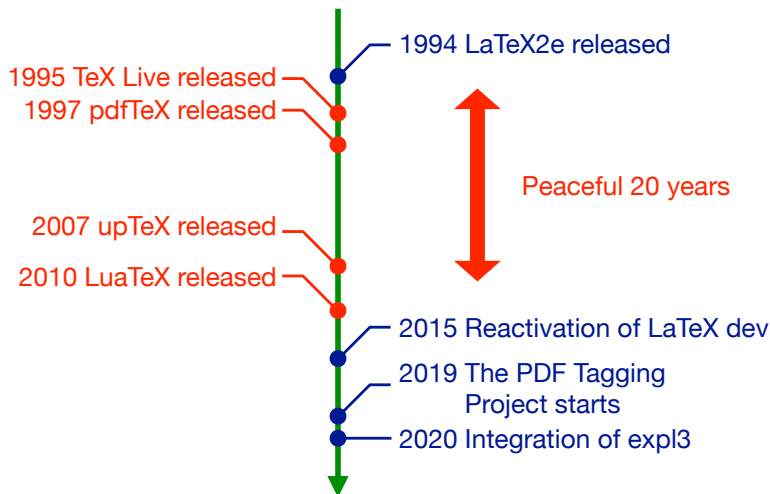 1994 LaTeX2e released
1995 TeX Live released
1997 pdfTeX released
Peaceful 20 years
2007 upTeX released
2010 LuaTeX released
2015 Reactivation of LaTeX dev
2019 The PDF Tagging
Project starts
2020 Integration of expl3